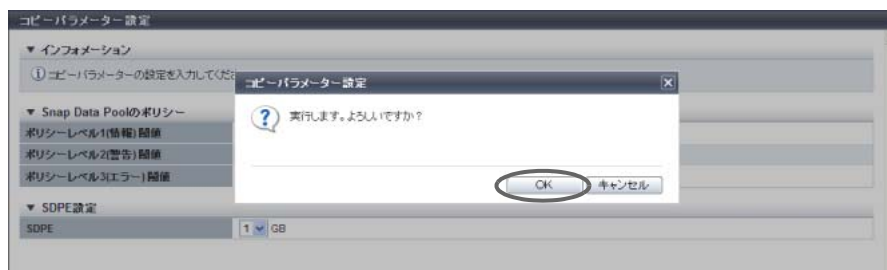 コピーパラメーター設定
▼ インフォメーション
コピーパラメーターの設定を入力してくだ
コピーパラメーター設定
実行します。よろしいですか?
OK キャンセル
▼ Snap Data Poolのポリシー
ポリシーレベル1(情報)閾値
ポリシーレベル2(警告)閾値
ポリシーレベル3(エラー)閾値
▼ SDPE設定
SDPE 1 GB